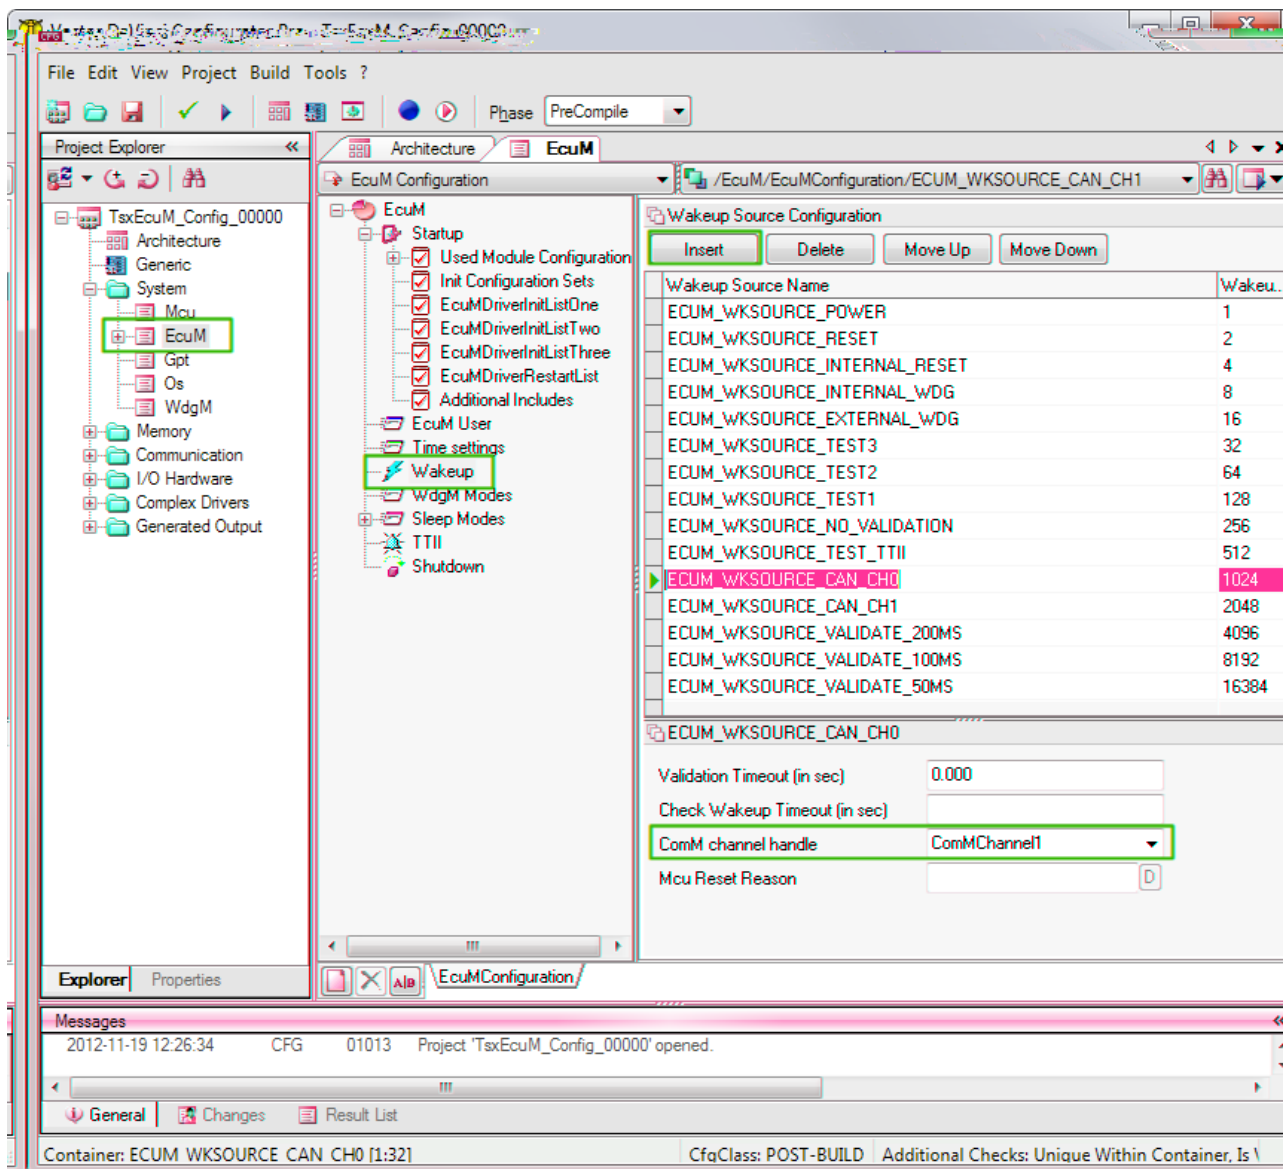 File Edit View Project Build Tools ?
Phase PreCompile
Project Explorer
Architecture EcuM
EcuM Configuration
/EcuM/EcuMConfiguration/ECUM_WKSOURCE_CAN_CH1
TsxEcuM_Config_00000
Architecture
Generic
System
Mcu
EcuM
Gpt
Os
WdgM
Memory
Communication
I/O Hardware
Complex Drivers
Generated Output
Explorer Properties
EcuM
Startup
Used Module Configuration
Init Configuration Sets
EcuMDriverInitListOne
EcuMDriverInitListTwo
EcuMDriverInitListThree
EcuMDriverRestartList
Additional Includes
EcuM User
Time settings
Wakeup
WdgM Modes
Sleep Modes
TTII
Shutdown
A|B EcuMConfiguration
Wakeup Source Configuration
Insert Delete Move Up Move Down
Wakeup Source Name Wakeu...
ECUM_WKSOURCE_POWER 1
ECUM_WKSOURCE_RESET 2
ECUM_WKSOURCE_INTERNAL_RESET 4
ECUM_WKSOURCE_INTERNAL_WDG 8
ECUM_WKSOURCE_EXTERNAL_WDG 16
ECUM_WKSOURCE_TEST3 32
ECUM_WKSOURCE_TEST2 64
ECUM_WKSOURCE_TEST1 128
ECUM_WKSOURCE_NO_VALIDATION 256
ECUM_WKSOURCE_TEST_TTII 512
ECUM_WKSOURCE_CAN_CH0 1024
ECUM_WKSOURCE_CAN_CH1 2048
ECUM_WKSOURCE_VALIDATE_200MS 4096
ECUM_WKSOURCE_VALIDATE_100MS 8192
ECUM_WKSOURCE_VALIDATE_50MS 16384
ECUM_WKSOURCE_CAN_CH0
Validation Timeout (in sec) 0.000
Check Wakeup Timeout (in sec)
ComM channel handle ComMChannel1
Mcu Reset Reason D
Messages
2012-11-19 12:26:34 CFG 01013 Project 'TsxEcuM_Config_00000' opened.
General Changes Result List
Container: ECUM_WKSOURCE_CAN_CH0 [1:32] CfgClass: POST-BUILD Additional Checks: Unique Within Container, Is